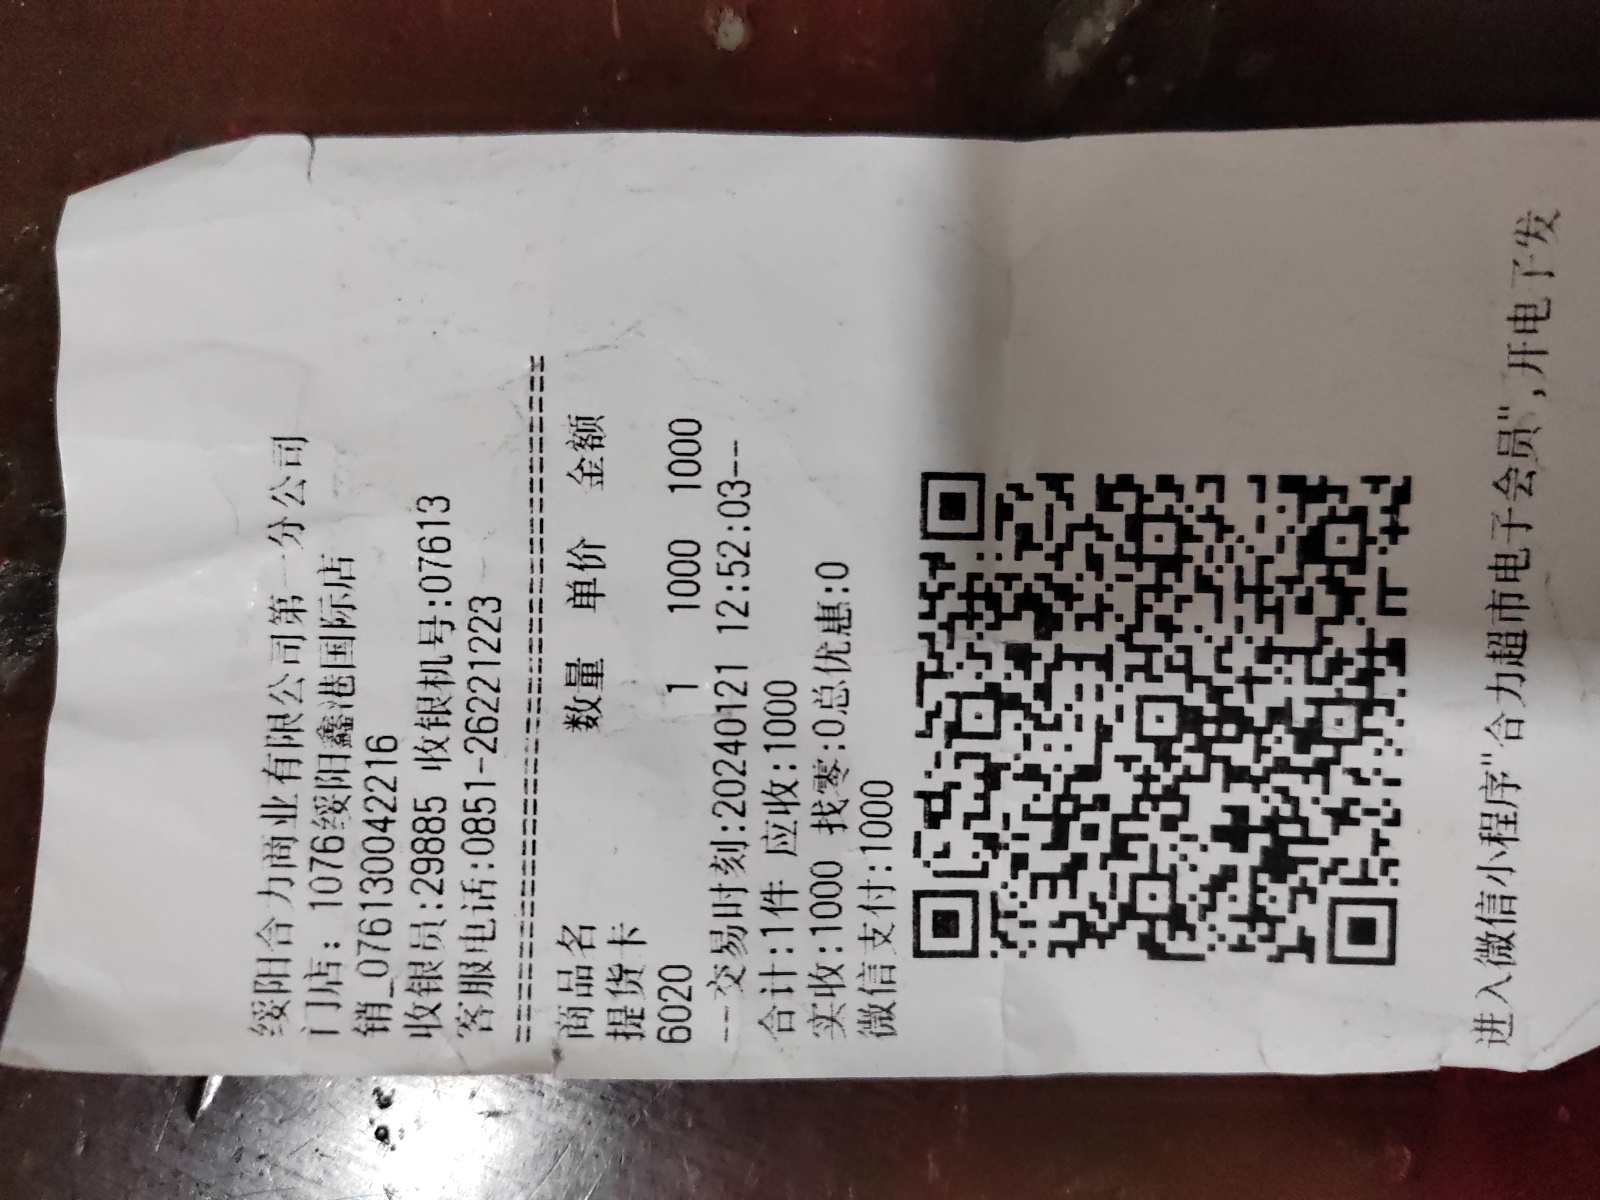 绥阳合力商业有限公司第一分公司
门店: 1076绥阳鑫港国际店
销_076130042216
收银员:29885 收银机号:07613
客服电话:0851-26221223
商品名 数量 单价 金额
提货卡
6020 1 1000 1000
--交易时刻:20240121 12:52:03--
合计:1件 应收:1000
实收:1000 找零:0总优惠:0
微信支付:1000
进入微信小程序"合力超市电子会员",开电子发